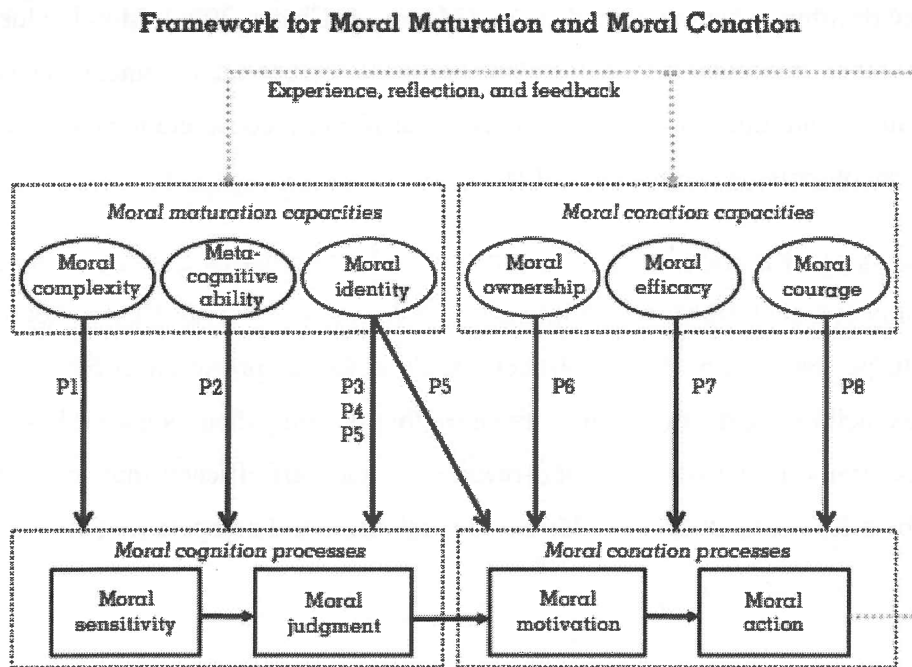 Framework for Moral Maturation and Moral Conation
Experience, reflection, and feedback
Moral maturation capacities
Moral
complexity
Meta-
cognitive
ability
Moral
identity
Moral conation capacities
Moral
ownership
Moral
efficacy
Moral
courage
P1
P2
P3
P4
P5
P5
P6
P7
P8
Moral cognition processes
Moral
sensitivity
Moral
judgment
Moral conation processes
Moral
motivation
Moral
action